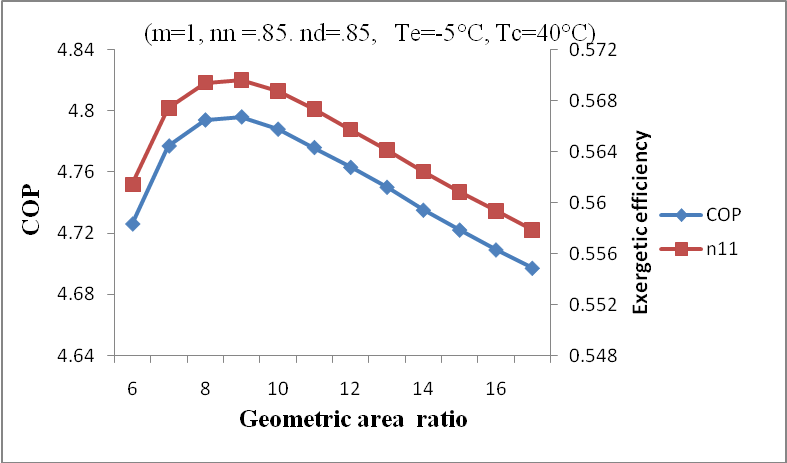 (m=1, nn =.85. nd=.85, Te=-5°C, Tc=40°C)
4.84
4.8
4.76
4.72
4.68
4.64
COP
0.572
0.568
0.564
0.56
0.556
0.552
0.548
Exergetic efficiency
COP
n11
6 8 10 12 14 16
Geometric area ratio